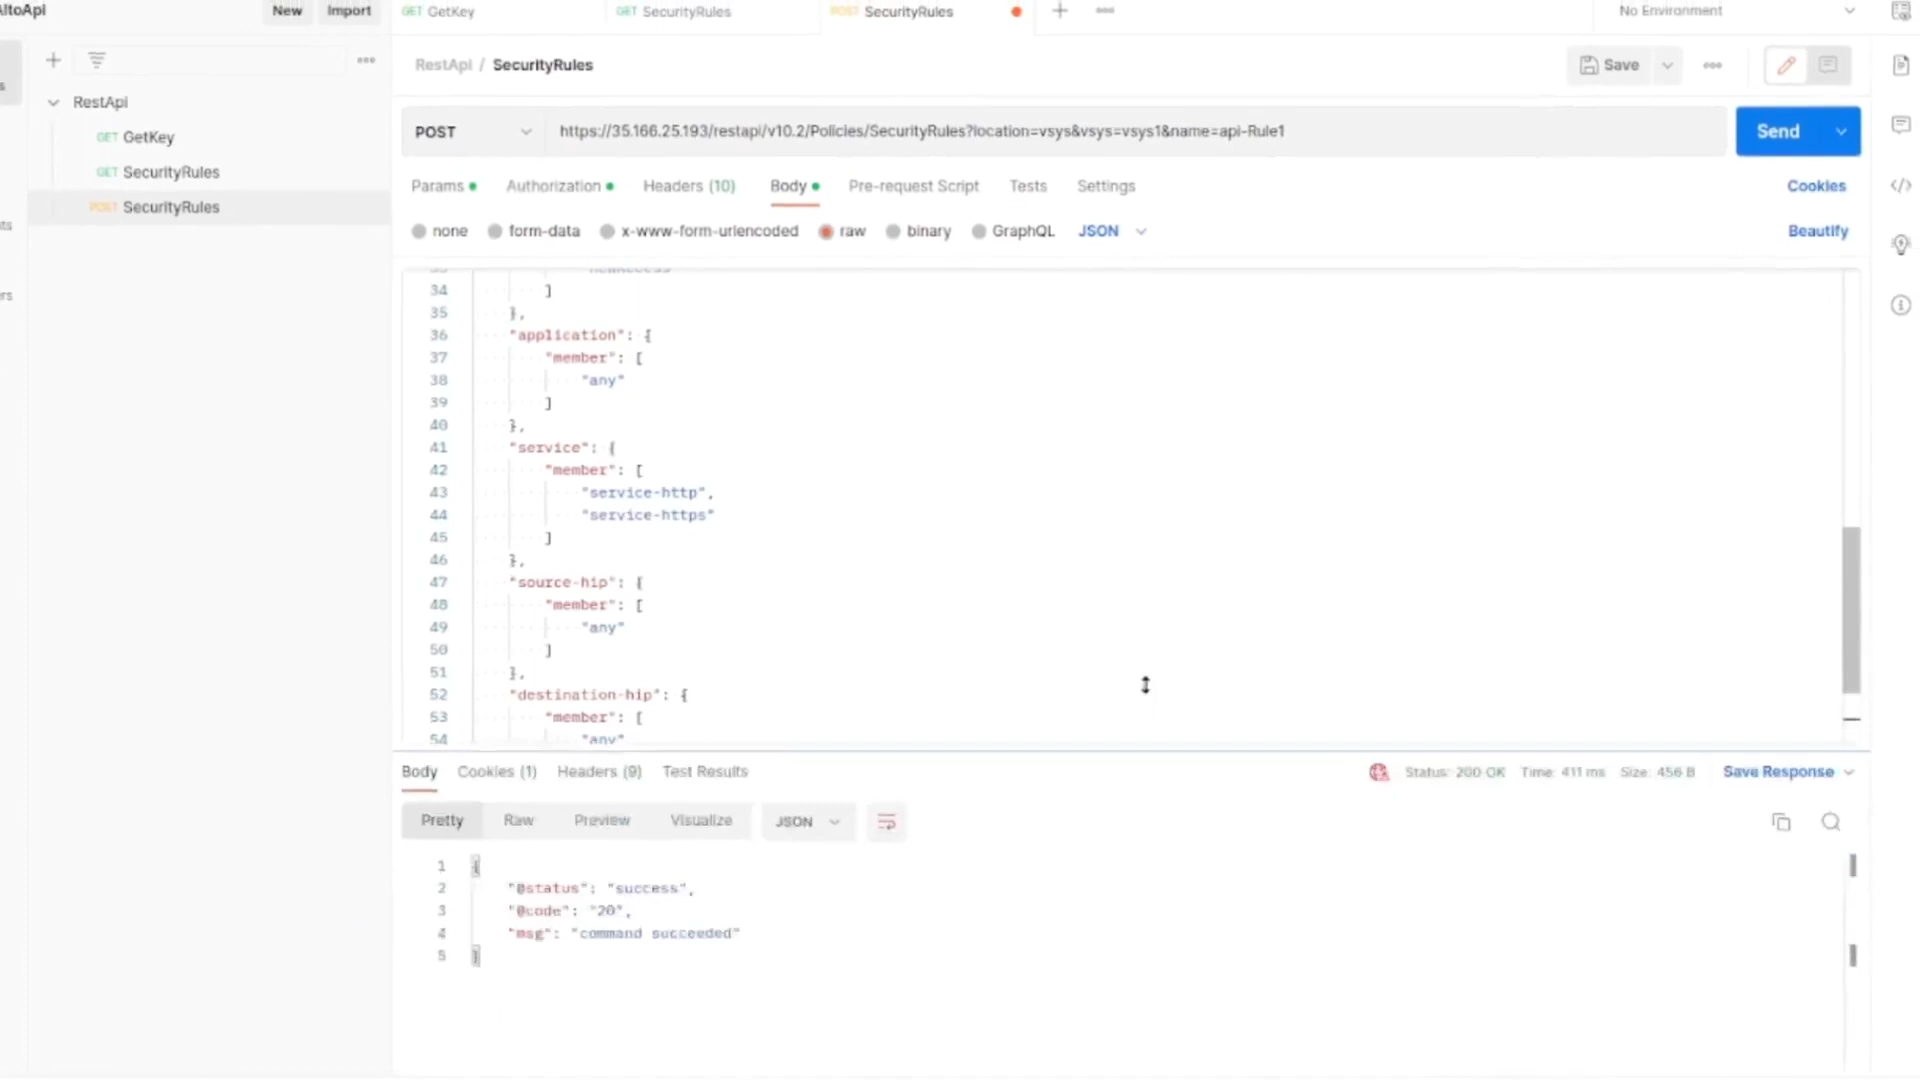 ltoApi
New
Import
GET GetKey
GET SecurityRules
POST SecurityRules
No Environment
RestApi / SecurityRules
Save
RestApi
GET GetKey
GET SecurityRules
POST SecurityRules
POST
https://35.166.25.193/restapi/v10.2/Policies/SecurityRules?location=vsys&vsys=vsys1&name=api-Rule1
Send
Params
Authorization
Headers (10)
Body
Pre-request Script
Tests
Settings
Cookies
none
form-data
x-www-form-urlencoded
raw
binary
GraphQL
JSON
Beautify
s
ts
rs
34 ]
35 },
36 "application": {
37 "member": [
38 "any"
39 ]
40 },
41 "service": {
42 "member": [
43 "service-http",
44 "service-https"
45 ]
46 },
47 "source-hip": {
48 "member": [
49 "any"
50 ]
51 },
52 "destination-hip": {
53 "member": [
54 "any"
Body
Cookies (1)
Headers (9)
Test Results
Status: 200 OK
Time: 411 ms
Size: 456 B
Save Response
Pretty
Raw
Preview
Visualize
JSON
1 {
2 "@status": "success",
3 "@code": "20",
4 "msg": "command succeeded"
5 }